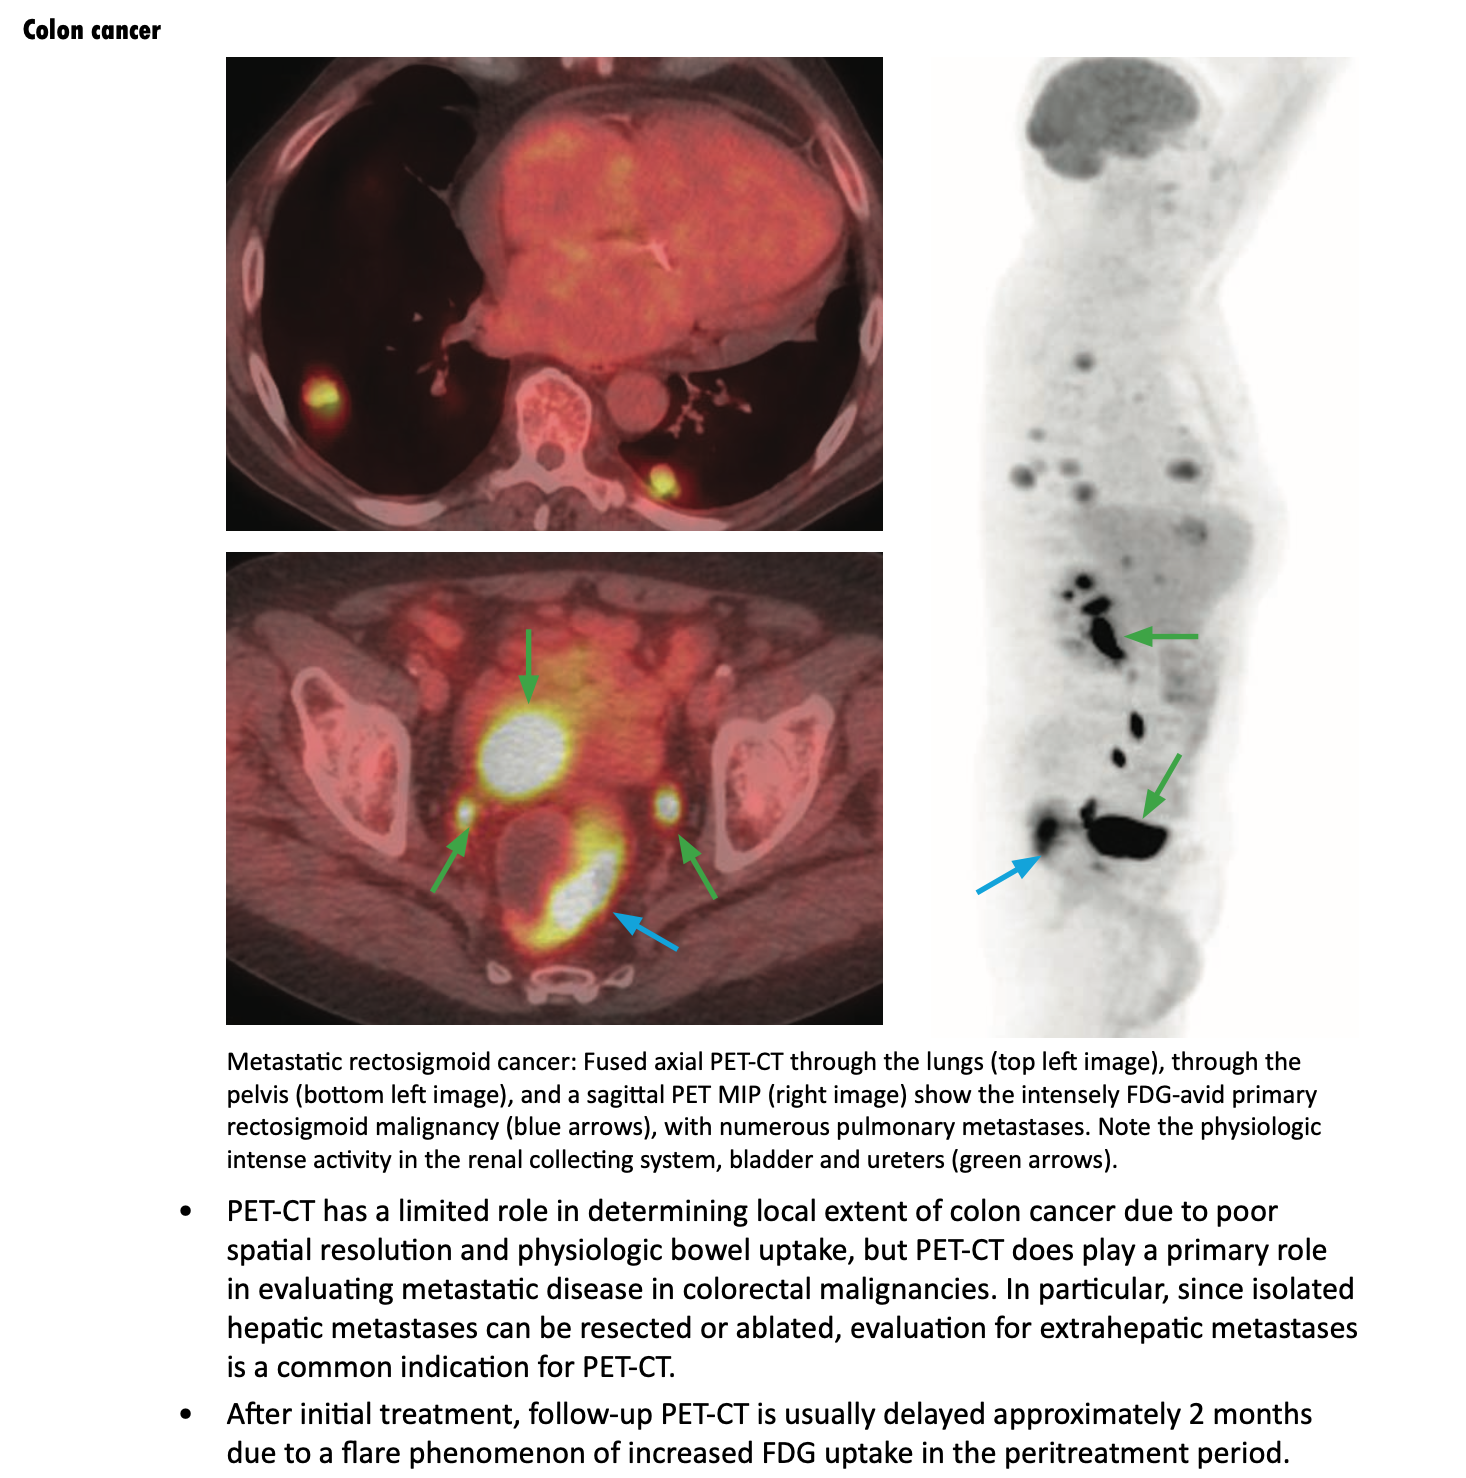 Colon cancer
Metastatic rectosigmoid cancer: Fused axial PET-CT through the lungs (top left image), through the
pelvis (bottom left image), and a sagittal PET MIP (right image) show the intensely FDG-avid primary
rectosigmoid malignancy (blue arrows), with numerous pulmonary metastases. Note the physiologic
intense activity in the renal collecting system, bladder and ureters (green arrows).
• PET-CT has a limited role in determining local extent of colon cancer due to poor
spatial resolution and physiologic bowel uptake, but PET-CT does play a primary role
in evaluating metastatic disease in colorectal malignancies. In particular, since isolated
hepatic metastases can be resected or ablated, evaluation for extrahepatic metastases
is a common indication for PET-CT.
• After initial treatment, follow-up PET-CT is usually delayed approximately 2 months
due to a flare phenomenon of increased FDG uptake in the peritreatment period.